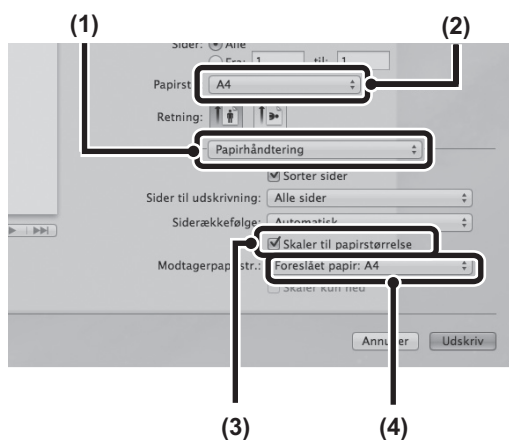 (1) (2)
Sider: Alle
Fra: 1 til: 1
Papirst A4
Retning:
Papirhåndtering
Sorter sider
Sider til udskrivning: Alle sider
Siderækkefølge: Automatisk
Skaler til papirstørrelse
Modtagerpapirstr.: Foreslået papir: A4
Skaler kun ned
Annuller Udskriv
(3) (4)